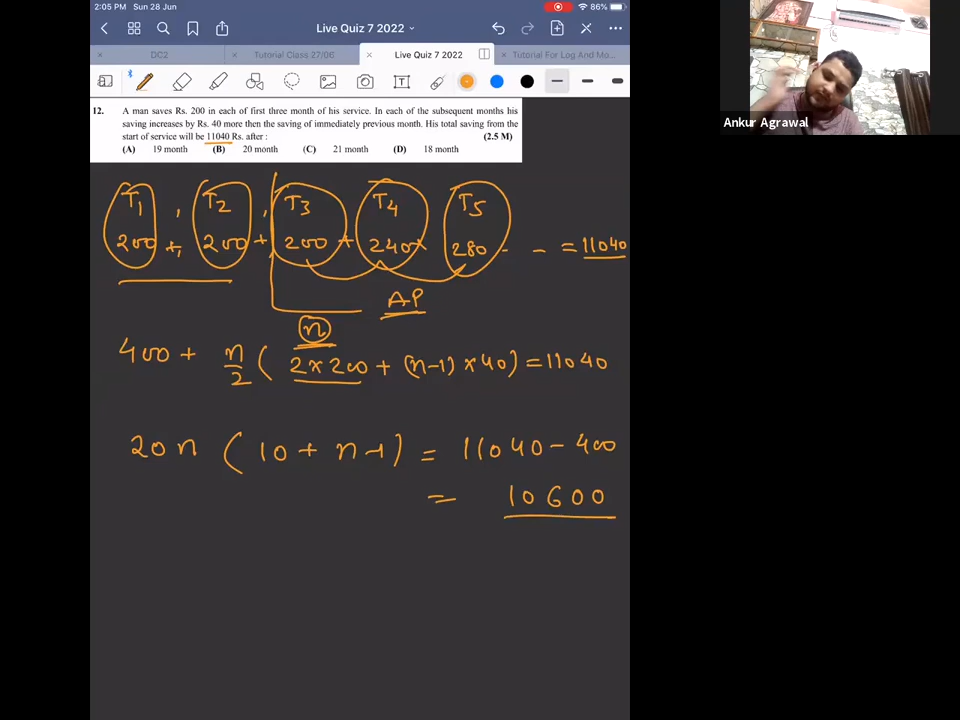 2:05 PM Sun 28 Jun
86%
Live Quiz 7 2022
DC2
Tutorial Class 27/06
Live Quiz 7 2022
Tutorial For Log And Mo...
12. A man saves Rs. 200 in each of first three month of his service. In each of the subsequent months his
saving increases by Rs. 40 more then the saving of immediately previous month. His total saving from the
start of service will be 11040 Rs. after : (2.5 M)
(A) 19 month (B) 20 month (C) 21 month (D) 18 month
T1 , T2 , T3 T4 T5
200 + 200 + 200 + 240 + 280 - - = 11040
AP
n
400 + n/2 ( 2 × 200 + (n-1) × 40 ) = 11040
20 n ( 10 + n-1 ) = 11040 - 400
= 10600
Ankur Agrawal